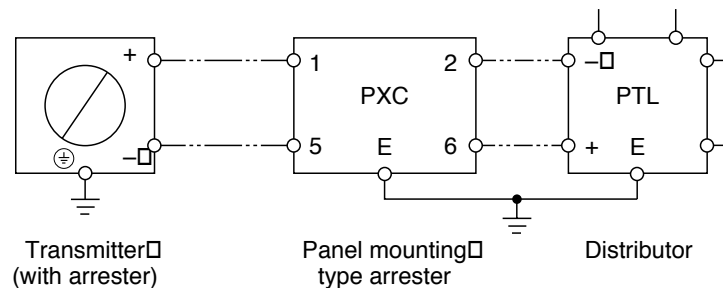 +
–
1
5
PXC
E
2
6
–
+
PTL
E
Transmitter
(with arrester)
Panel mounting
type arrester
Distributor